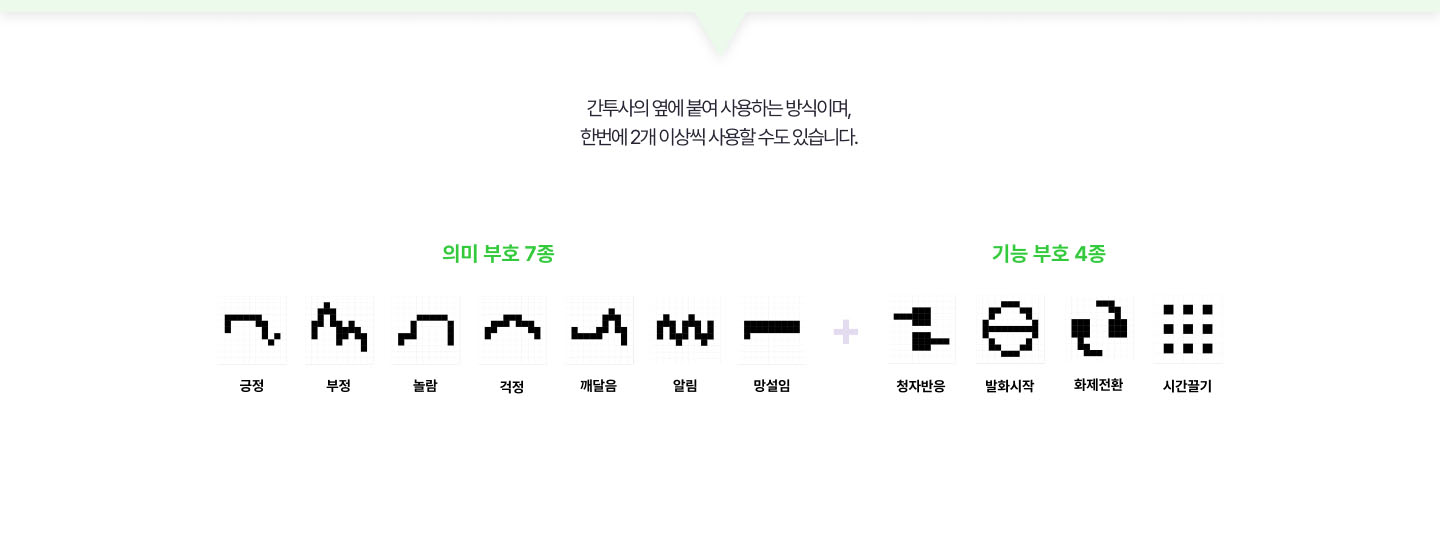 간투사의 옆에 붙여 사용하는 방식이며,
한번에 2개 이상씩 사용할 수도 있습니다.
의미 부호 7종
기능 부호 4종
긍정 부정 놀람 걱정 깨달음 알림 망설임 + 청자반응 발화시작 화제전환 시간끌기